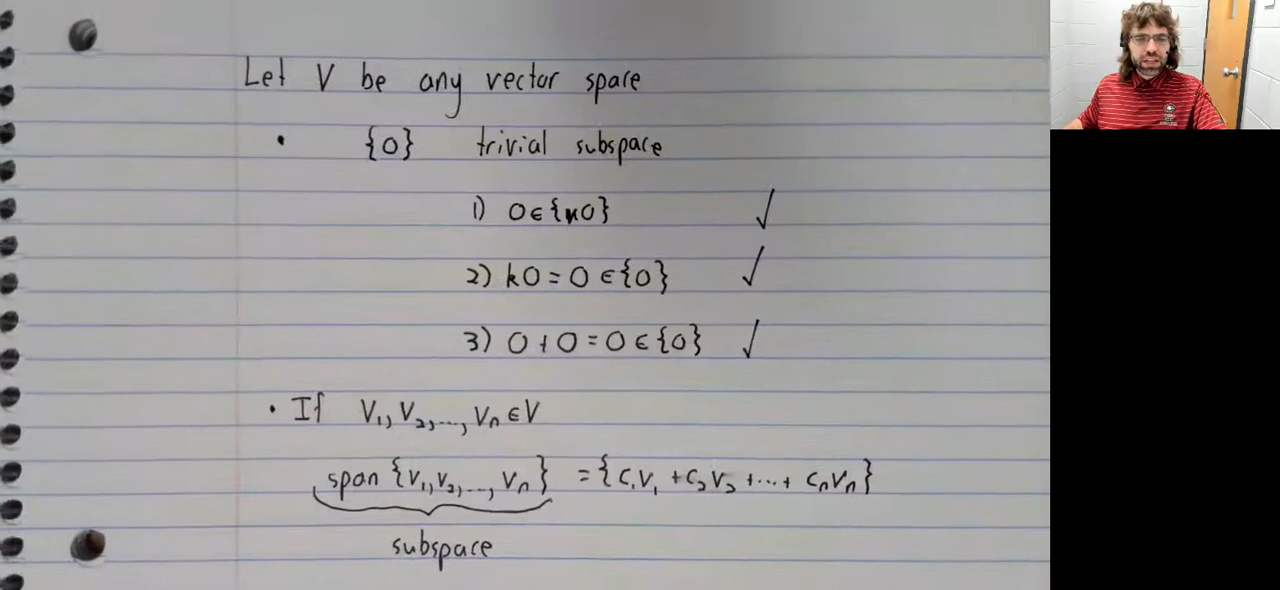 Let V be any vector space
• {0} trivial subspace
1) 0∈{0} ✓
2) k0=0∈{0} ✓
3) 0+0=0∈{0} ✓
• If V₁,V₂,...,Vₙ∈V
span {V₁,V₂,...,Vₙ} = {C₁V₁+C₂V₂+...+CₙVₙ}
subspace